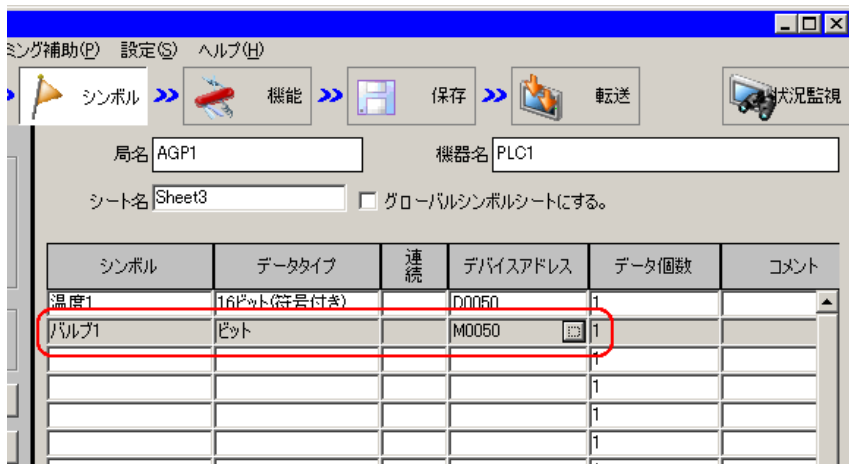 ミング補助(P) 設定(S) ヘルプ(H)
シンボル 機能 保存 転送 状況監視
局名 AGP1 機器名 PLC1
シート名 Sheet3 グローバルシンボルシートにする。
シンボル データタイプ 連続 デバイスアドレス データ個数 コメント
温度1 16ビット(符号付き) D0050 1
バルブ1 ビット M0050 1
1
1
1
1